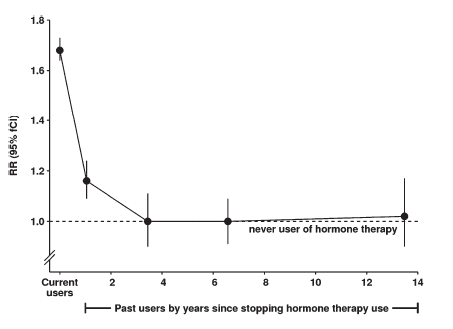 1.8
1.6
1.4
1.2
1.0
RR (95% fCI)
never user of hormone therapy
Current
users
2 4 6 8 10 12 14
Past users by years since stopping hormone therapy use